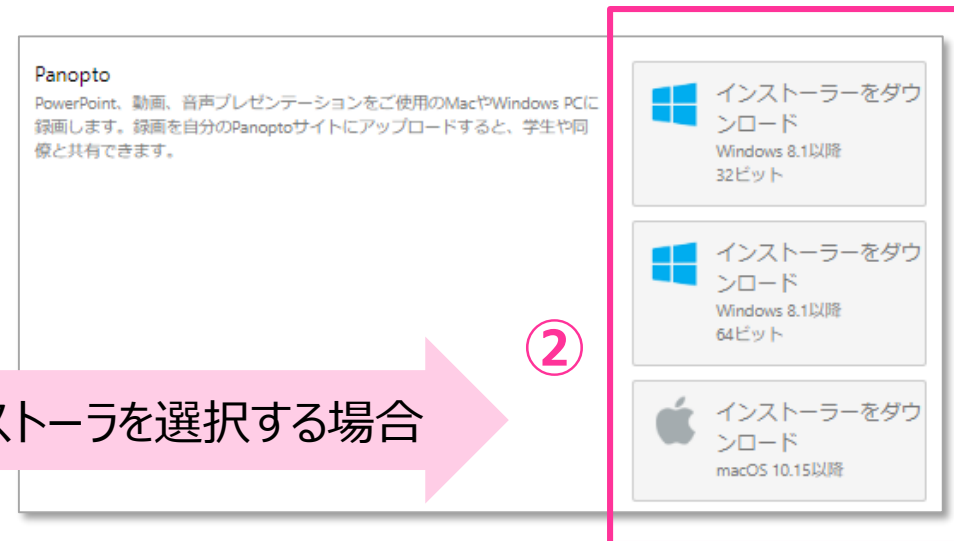 Panopto
PowerPoint、動画、音声プレゼンテーションをご使用のMacやWindows PCに
録画します。録画を自分のPanoptoサイトにアップロードすると、学生や同
僚と共有できます。
インストーラーをダウ
ンロード
Windows 8.1以降
32ビット
インストーラーをダウ
ンロード
Windows 8.1以降
64ビット
②
ストーラを選択する場合
インストーラーをダウ
ンロード
macOS 10.15以降